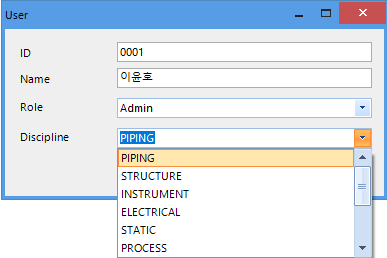 User
ID 0001
Name 이윤호
Role Admin
Discipline PIPING
PIPING
STRUCTURE
INSTRUMENT
ELECTRICAL
STATIC
PROCESS